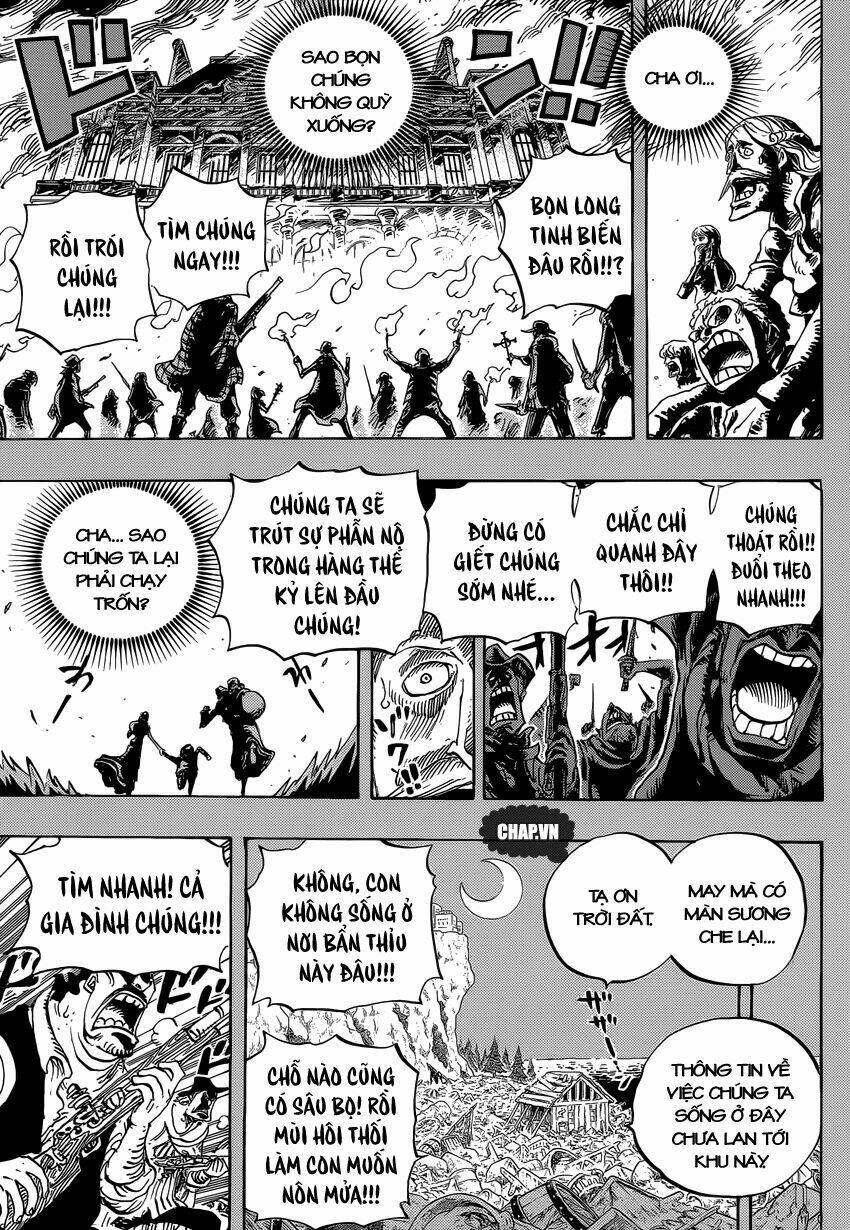 CHA ƠI...
SAO BỌN
CHÚNG
KHÔNG QUỲ
XUỐNG?
ドン!!
BỌN LONG
TINH BIẾN
ĐÂU RỒI!!?
TÌM CHÚNG
NGAY!!!
RỒI TRÓI
CHÚNG
LẠI!!!
CHÚNG
THOÁT RỒI!!
ĐUỔI THEO
NHANH!!!
CHẮC CHỈ
QUANH ĐÂY
THÔI!!
ĐỪNG CÓ
GIẾT CHÚNG
SỚM NHÉ...
CHÚNG TA SẼ
TRÚT SỰ PHẪN NỘ
TRONG HÀNG THẾ
KỶ LÊN ĐẦU
CHÚNG!
CHA... SAO
CHÚNG TA LẠI
PHẢI CHẠY
TRỐN?
CHAP.VN
MAY MÀ CÓ
MÀN SƯƠNG
CHE LẠI...
TẠ ƠN
TRỜI ĐẤT.
THÔNG TIN VỀ
VIỆC CHÚNG TA
SỐNG Ở ĐÂY
CHƯA LAN TỚI
KHU NÀY.
KHÔNG, CON
KHÔNG SỐNG Ở
NƠI BẨN THỈU
NÀY ĐÂU!!!
CHỖ NÀO CŨNG
CÓ SÂU BỌ! RỒI
MÙI HÔI THỐI
LÀM CON MUỐN
NÔN MỬA!!!
TÌM NHANH! CẢ
GIA ĐÌNH CHÚNG!!!